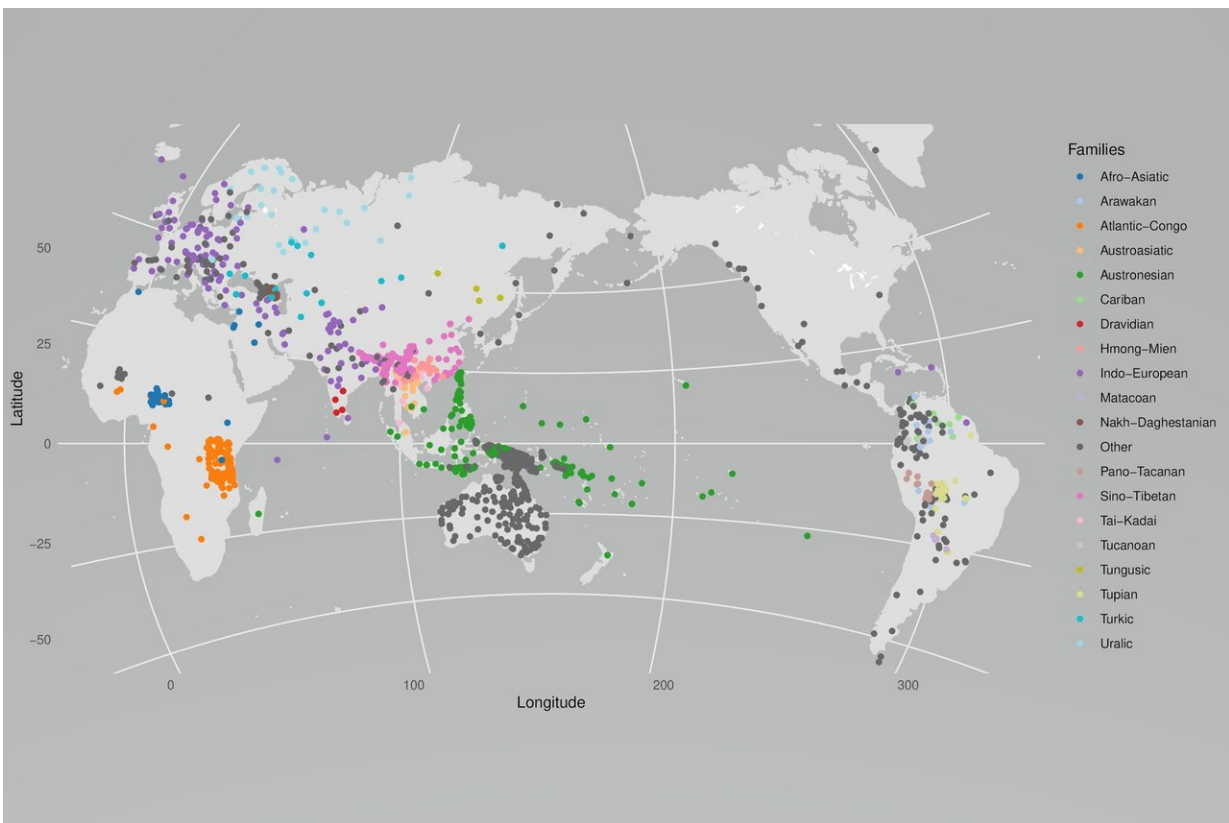 Families
Afro−Asiatic
Arawakan
Atlantic−Congo
Austroasiatic
Austronesian
Cariban
Dravidian
Hmong−Mien
Indo−European
Matacoan
Nakh−Daghestanian
Other
Pano−Tacanan
Sino−Tibetan
Tai−Kadai
Tucanoan
Tungusic
Tupian
Turkic
Uralic
Latitude
50
25
0
−25
−50
0 100 200 300
Longitude